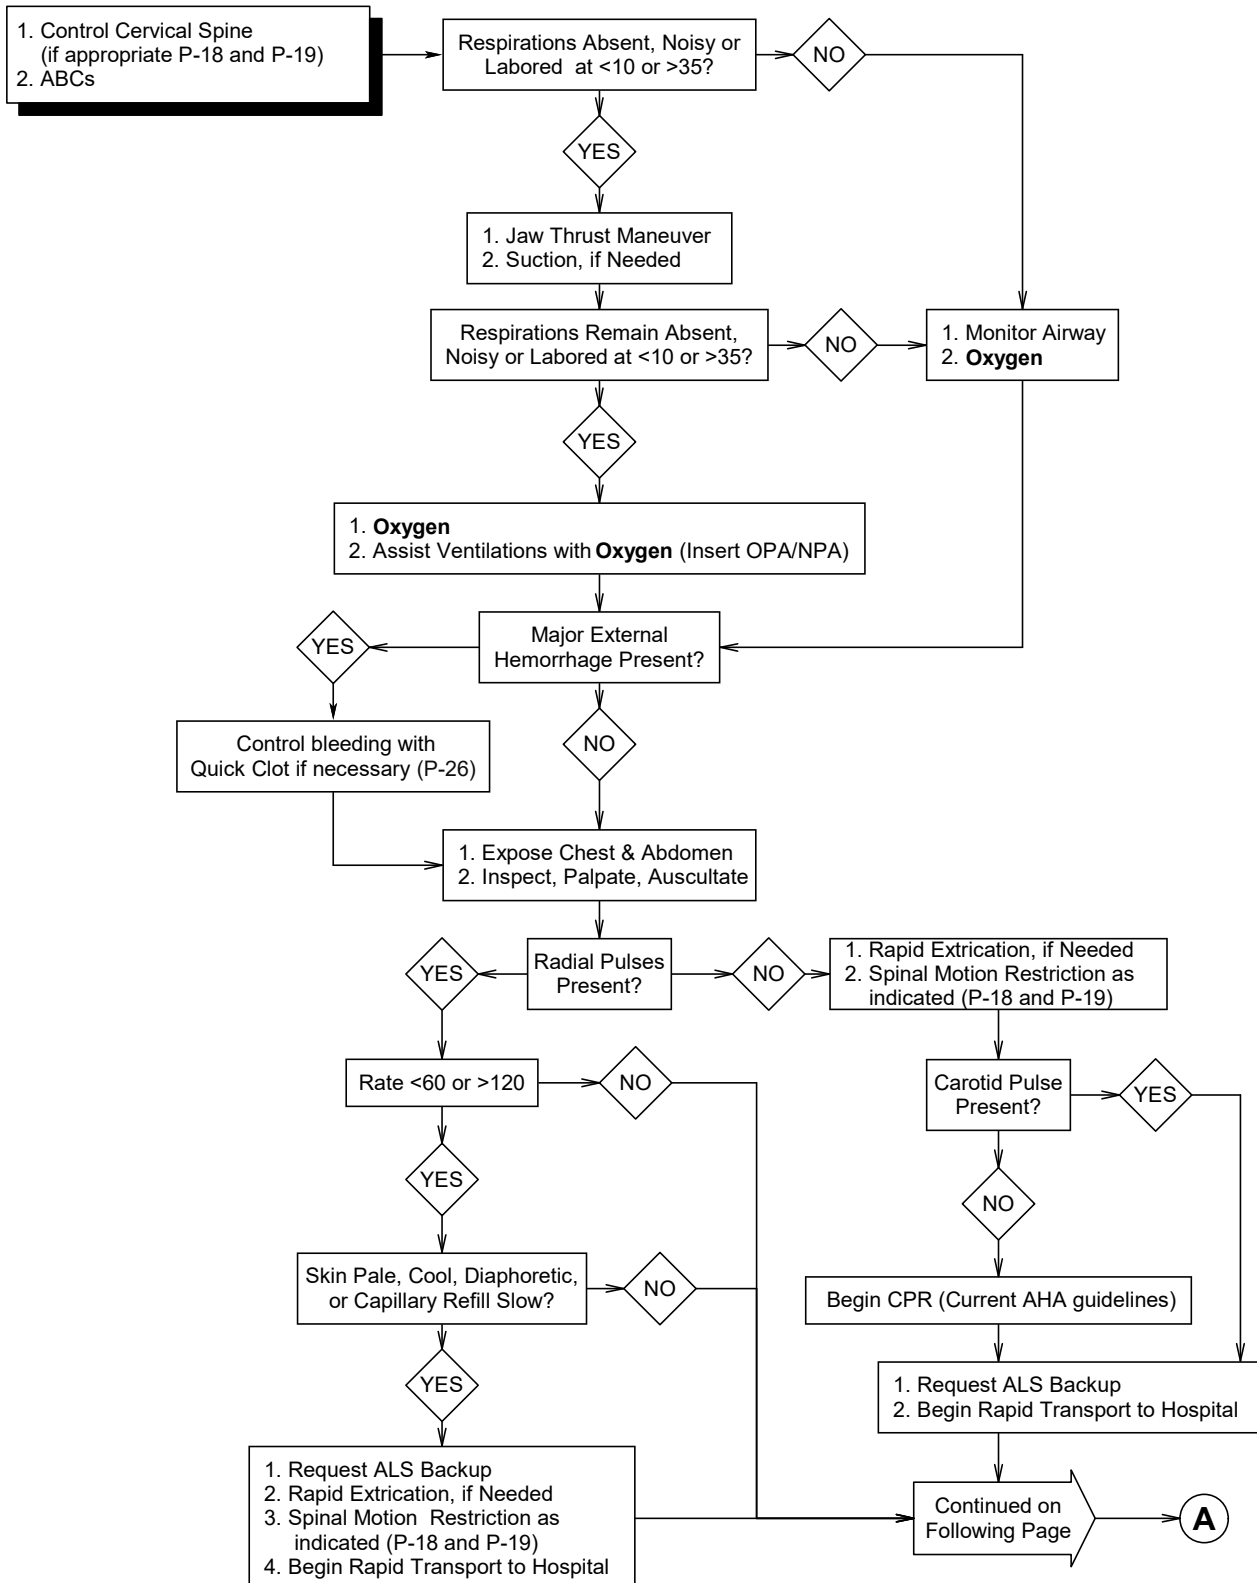 1. Control Cervical Spine
(if appropriate P-18 and P-19)
2. ABCs
Respirations Absent, Noisy or
Labored at <10 or >35?
NO
YES
1. Jaw Thrust Maneuver
2. Suction, if Needed
Respirations Remain Absent,
Noisy or Labored at <10 or >35?
NO
1. Monitor Airway
2. Oxygen
YES
1. Oxygen
2. Assist Ventilations with Oxygen (Insert OPA/NPA)
Major External
Hemorrhage Present?
YES
Control bleeding with
Quick Clot if necessary (P-26)
NO
1. Expose Chest & Abdomen
2. Inspect, Palpate, Auscultate
Radial Pulses
Present?
YES
NO
1. Rapid Extrication, if Needed
2. Spinal Motion Restriction as
indicated (P-18 and P-19)
Rate <60 or >120
NO
Carotid Pulse
Present?
YES
YES
NO
Skin Pale, Cool, Diaphoretic,
or Capillary Refill Slow?
NO
Begin CPR (Current AHA guidelines)
YES
1. Request ALS Backup
2. Begin Rapid Transport to Hospital
1. Request ALS Backup
2. Rapid Extrication, if Needed
3. Spinal Motion Restriction as
indicated (P-18 and P-19)
4. Begin Rapid Transport to Hospital
Continued on
Following Page
A